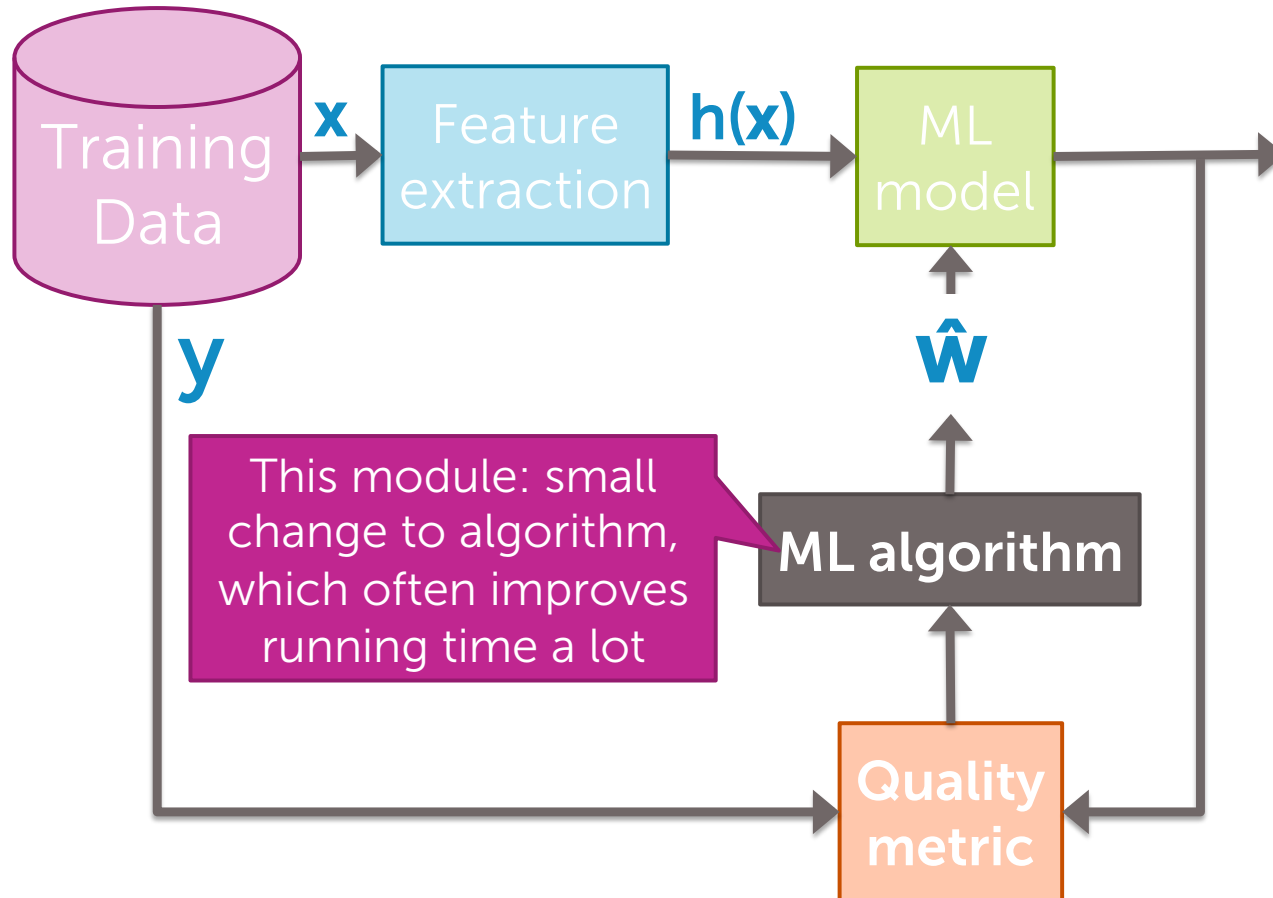 Training
Data
x
Feature
extraction
h(x)
ML
model
y
ŵ
This module: small
change to algorithm,
which often improves
running time a lot
ML algorithm
Quality
metric